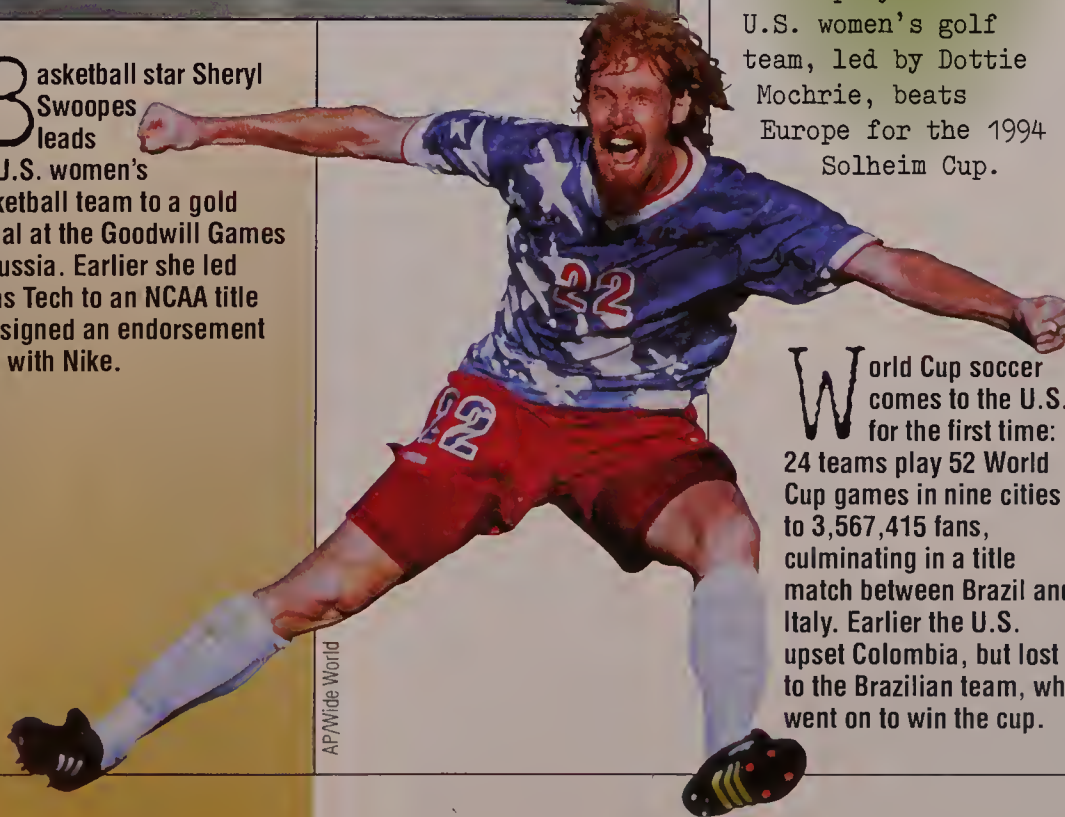 Basketball star Sheryl
Swoopes
leads
U.S. women's
ketball team to a gold
al at the Goodwill Games
ussia. Earlier she led
s Tech to an NCAA title
signed an endorsement
with Nike.
U.S. women's golf
team, led by Dottie
Mochrie, beats
Europe for the 1994
Solheim Cup.
22
22
World Cup soccer
comes to the U.S.
for the first time:
24 teams play 52 World
Cup games in nine cities
to 3,567,415 fans,
culminating in a title
match between Brazil and
Italy. Earlier the U.S.
upset Colombia, but lost
to the Brazilian team, wh
went on to win the cup.
AP/Wide World